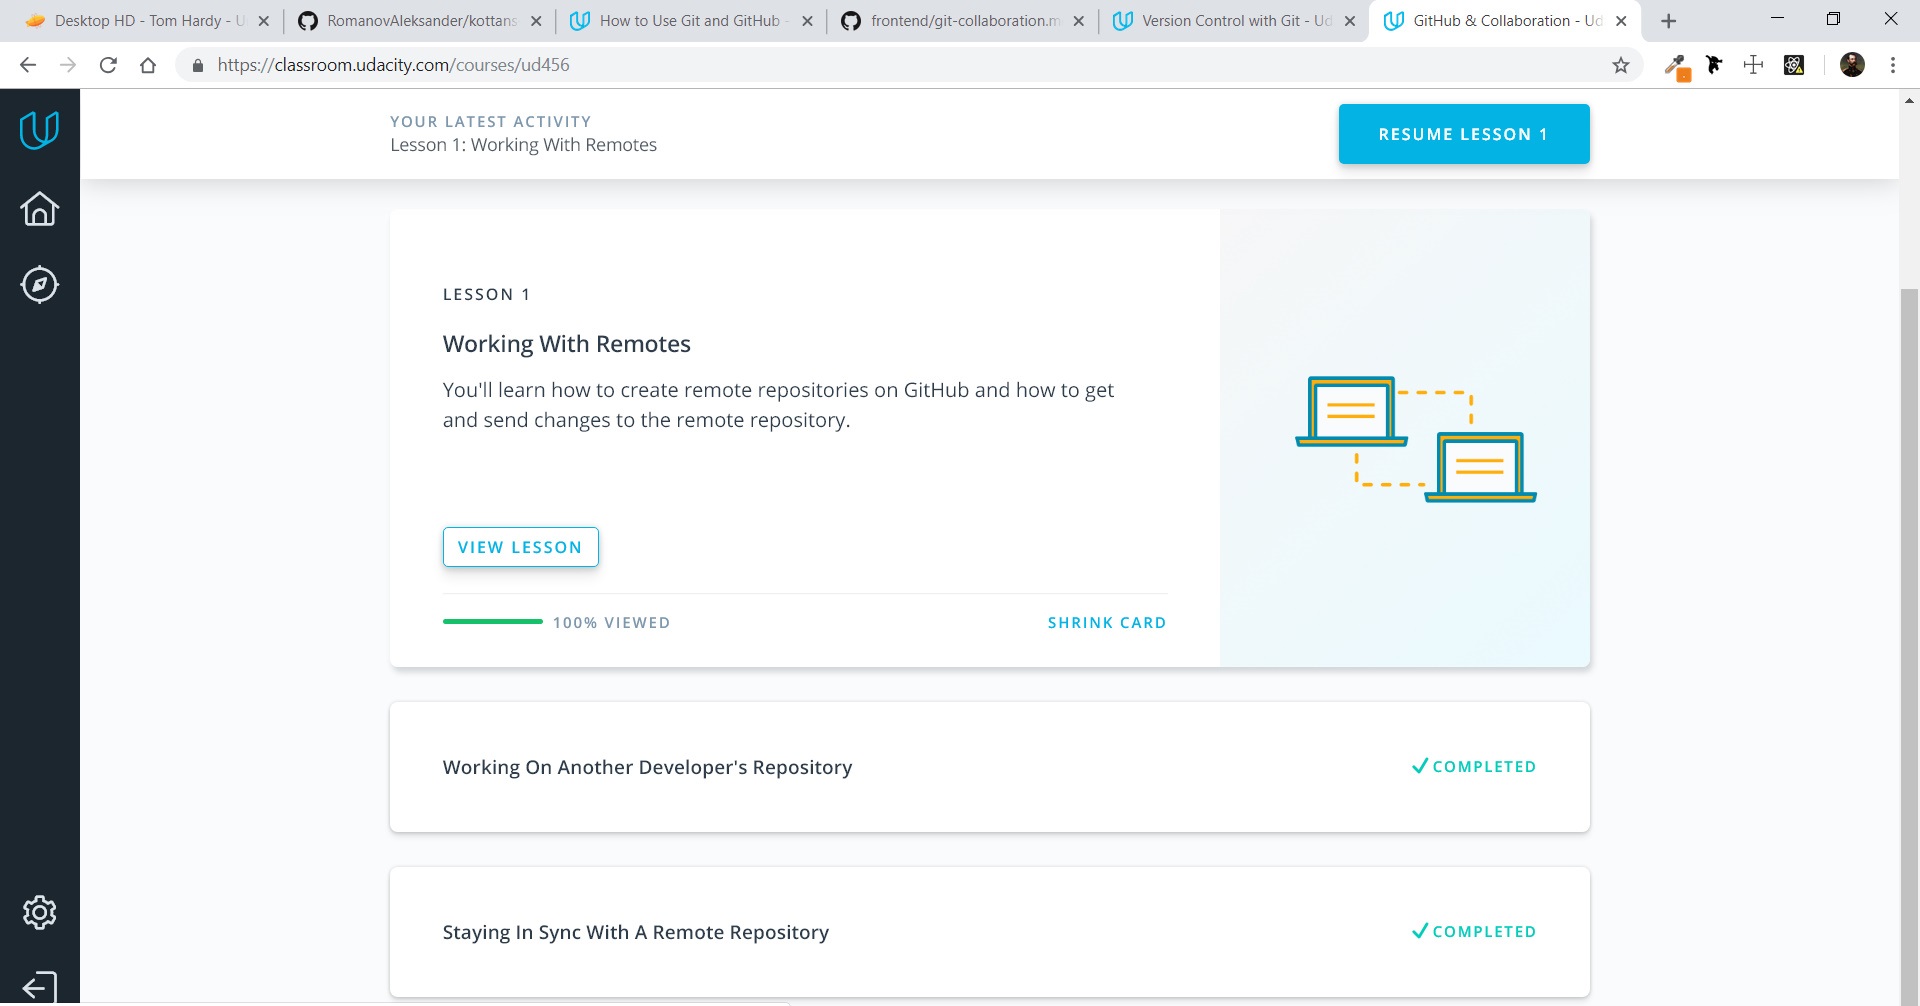 Desktop HD - Tom Hardy - U
RomanovAleksander/kottans
How to Use Git and GitHub -
frontend/git-collaboration.m
Version Control with Git - Ud
GitHub & Collaboration - Ud
https://classroom.udacity.com/courses/ud456
YOUR LATEST ACTIVITY
Lesson 1: Working With Remotes
RESUME LESSON 1
LESSON 1
Working With Remotes
You'll learn how to create remote repositories on GitHub and how to get
and send changes to the remote repository.
VIEW LESSON
100% VIEWED
SHRINK CARD
Working On Another Developer's Repository
COMPLETED
Staying In Sync With A Remote Repository
COMPLETED